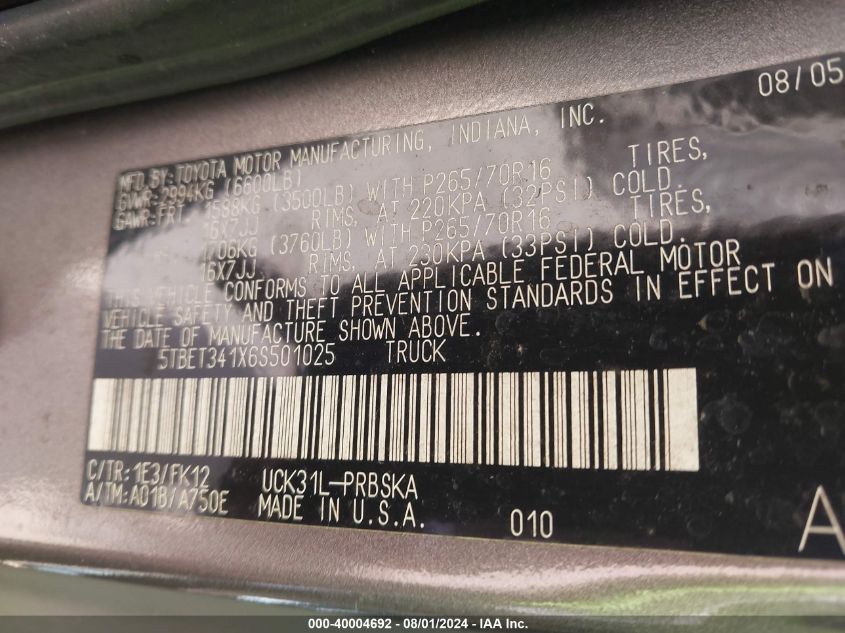 08/05
MFD.BY:TOYOTA MOTOR MANUFACTURING, INDIANA, INC.
GVWR: 2994KG (6600LB)
GAWR:FRT 1588KG (3500LB) WITH P265/70R16 TIRES,
16X7JJ RIMS, AT 220KPA (32PSI) COLD.
1706KG (3760LB) WITH P265/70R16 TIRES,
16X7JJ RIMS, AT 230KPA (33PSI) COLD.
THIS VEHICLE CONFORMS TO ALL APPLICABLE FEDERAL MOTOR
VEHICLE SAFETY AND THEFT PREVENTION STANDARDS IN EFFECT ON
THE DATE OF MANUFACTURE SHOWN ABOVE.
5TBET341X6S501025 TRUCK
C/TR: 1E3/FK12 UCK31L-PRBSKA
A/TM: A01B/A750E MADE IN U.S.A. 010
A
000-40004692 - 08/01/2024 - IAA Inc.